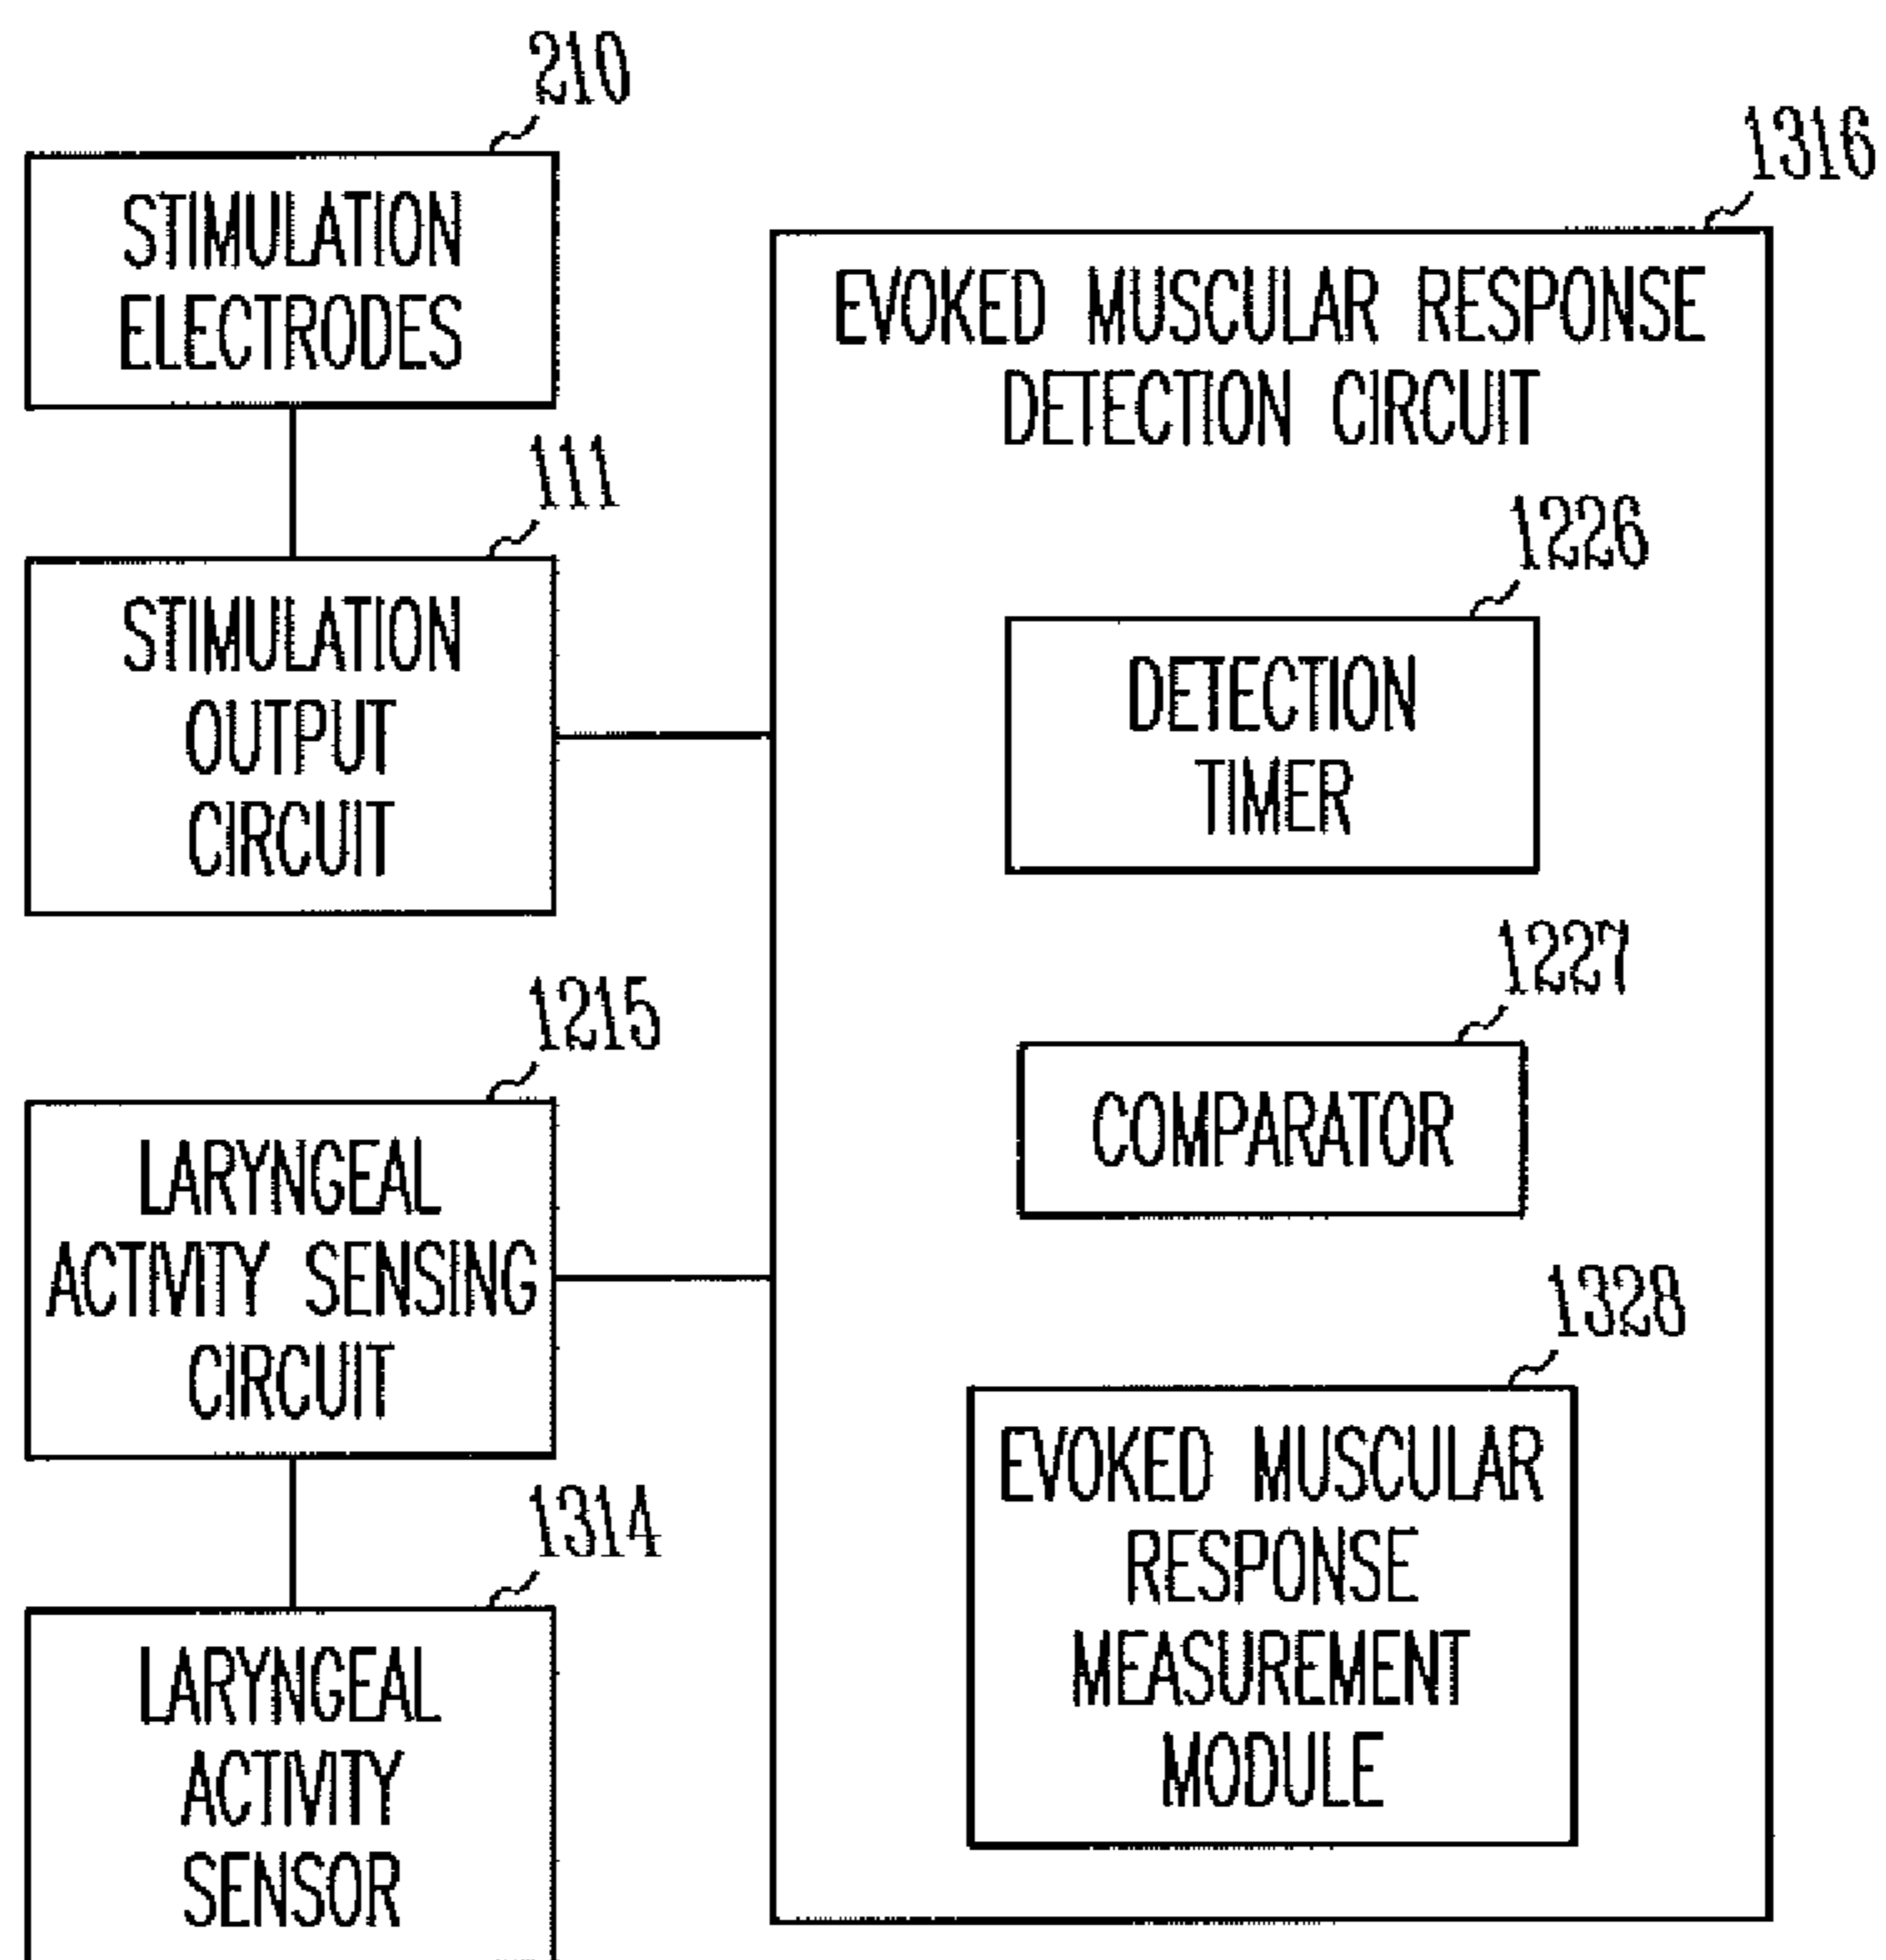 210
STIMULATION
ELECTRODES
111
STIMULATION
OUTPUT
CIRCUIT
1215
LARYNGEAL
ACTIVITY SENSING
CIRCUIT
1314
LARYNGEAL
ACTIVITY
SENSOR
1316
EVOKED MUSCULAR RESPONSE
DETECTION CIRCUIT
1226
DETECTION
TIMER
1227
COMPARATOR
1328
EVOKED MUSCULAR
RESPONSE
MEASUREMENT
MODULE